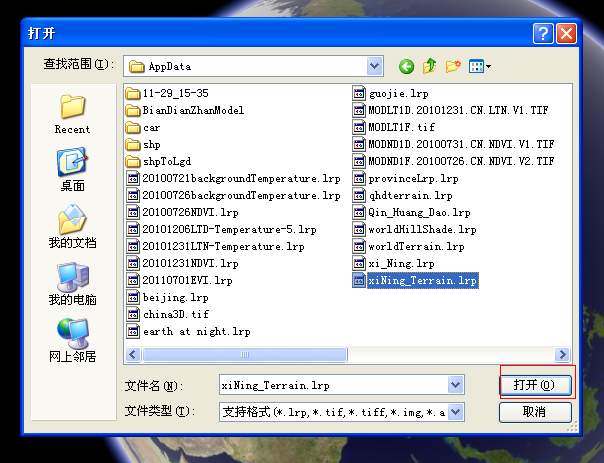 打开
查找范围(I):
AppData
Recent
桌面
我的文档
我的电脑
网上邻居
11-29_15-35
BianDianZhanModel
car
shp
shpToLgd
20100721backgroundTemperature.lrp
20100726backgroundTemperature.lrp
20100726NDVI.lrp
20101206LTD-Temperature-5.lrp
20101231LTN-Temperature.lrp
20101231NDVI.lrp
20110701EVI.lrp
beijing.lrp
china3D.tif
earth at night.lrp
guojie.lrp
MODLT1D.20101231.CN.LTN.V1.TIF
MODLT1F.tif
MODND1D.20100731.CN.NDVI.V1.TIF
MODND1F.20100726.CN.NDVI.V2.TIF
provinceLrp.lrp
qhdterrain.lrp
Qin_Huang_Dao.lrp
worldHillShade.lrp
worldTerrain.lrp
xi_Ning.lrp
xiNing_Terrain.lrp
文件名(N):
xiNing_Terrain.lrp
打开(O)
文件类型(T):
支持格式(*.lrp,*.tif,*.tiff,*.img,*.a
取消